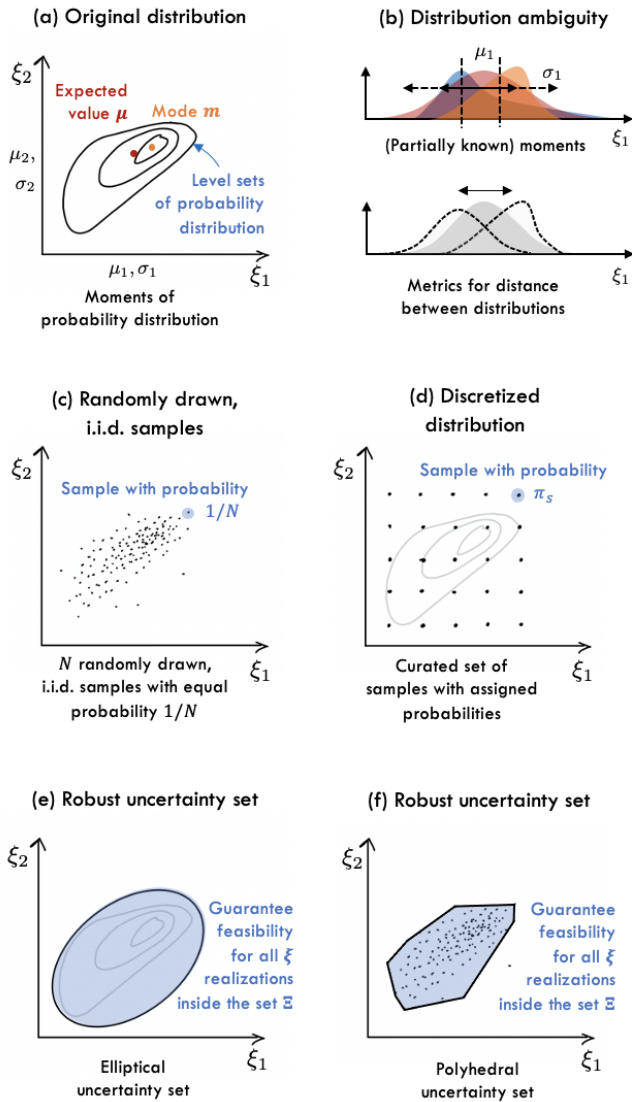 (a) Original distribution
ξ₂
Expected
value μ
Mode m
μ₂,
σ₂
Level sets
of probability
distribution
μ₁, σ₁
ξ₁
Moments of
probability distribution
(b) Distribution ambiguity
μ₁
σ₁
ξ₁
(Partially known) moments
ξ₁
Metrics for distance
between distributions
(c) Randomly drawn,
i.i.d. samples
ξ₂
Sample with probability
1/N
ξ₁
N randomly drawn,
i.i.d. samples with equal
probability 1/N
(d) Discretized
distribution
ξ₂
Sample with probability
πₛ
ξ₁
Curated set of
samples with assigned
probabilities
(e) Robust uncertainty set
ξ₂
Guarantee
feasibility
for all ξ
realizations
inside the set Ξ
ξ₁
Elliptical
uncertainty set
(f) Robust uncertainty set
ξ₂
Guarantee
feasibility
for all ξ
realizations
inside the set Ξ
ξ₁
Polyhedral
uncertainty set